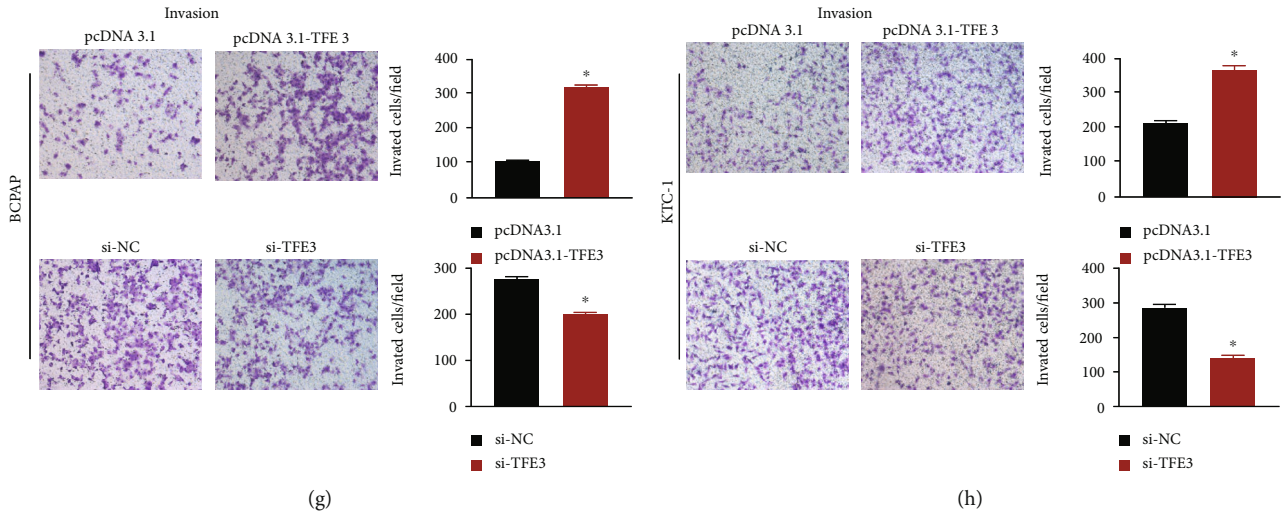 Invasion
pcDNA 3.1
pcDNA 3.1-TFE 3
BCPAP
Invated cells/field
400
300
200
100
0
*
pcDNA3.1
pcDNA3.1-TFE3
si-NC
si-TFE3
Invated cells/field
300
200
200
0
*
si-NC
si-TFE3
(g)
Invasion
pcDNA 3.1
pcDNA 3.1-TFE 3
KTC-1
Invated cells/field
400
300
200
100
0
*
pcDNA3.1
pcDNA3.1-TFE3
si-NC
si-TFE3
Invated cells/field
400
300
200
100
0
*
si-NC
si-TFE3
(h)